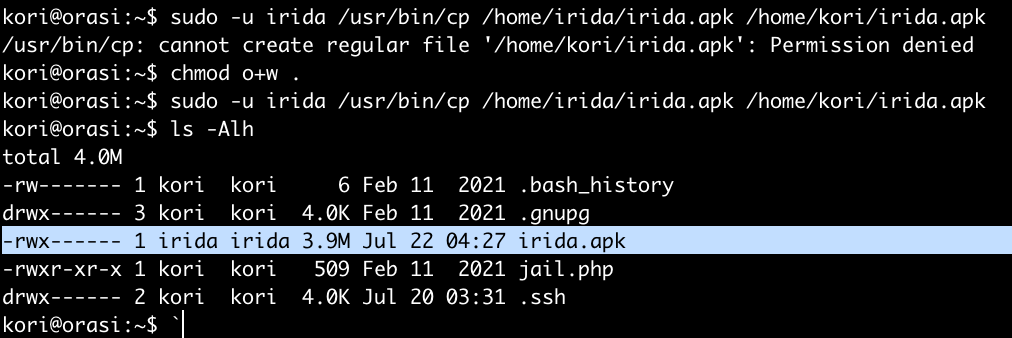 kori@orasi:~$ sudo -u irida /usr/bin/cp /home/irida/irida.apk /home/kori/irida.apk
/usr/bin/cp: cannot create regular file '/home/kori/irida.apk': Permission denied
kori@orasi:~$ chmod o+w .
kori@orasi:~$ sudo -u irida /usr/bin/cp /home/irida/irida.apk /home/kori/irida.apk
kori@orasi:~$ ls -Alh
total 4.0M
-rw------- 1 kori  kori     6 Feb 11  2021 .bash_history
drwx------ 3 kori  kori  4.0K Feb 11  2021 .gnupg
-rwx------ 1 irida irida 3.9M Jul 22 04:27 irida.apk
-rwxr-xr-x 1 kori  kori   509 Feb 11  2021 jail.php
drwx------ 2 kori  kori  4.0K Jul 20 03:31 .ssh
kori@orasi:~$ `